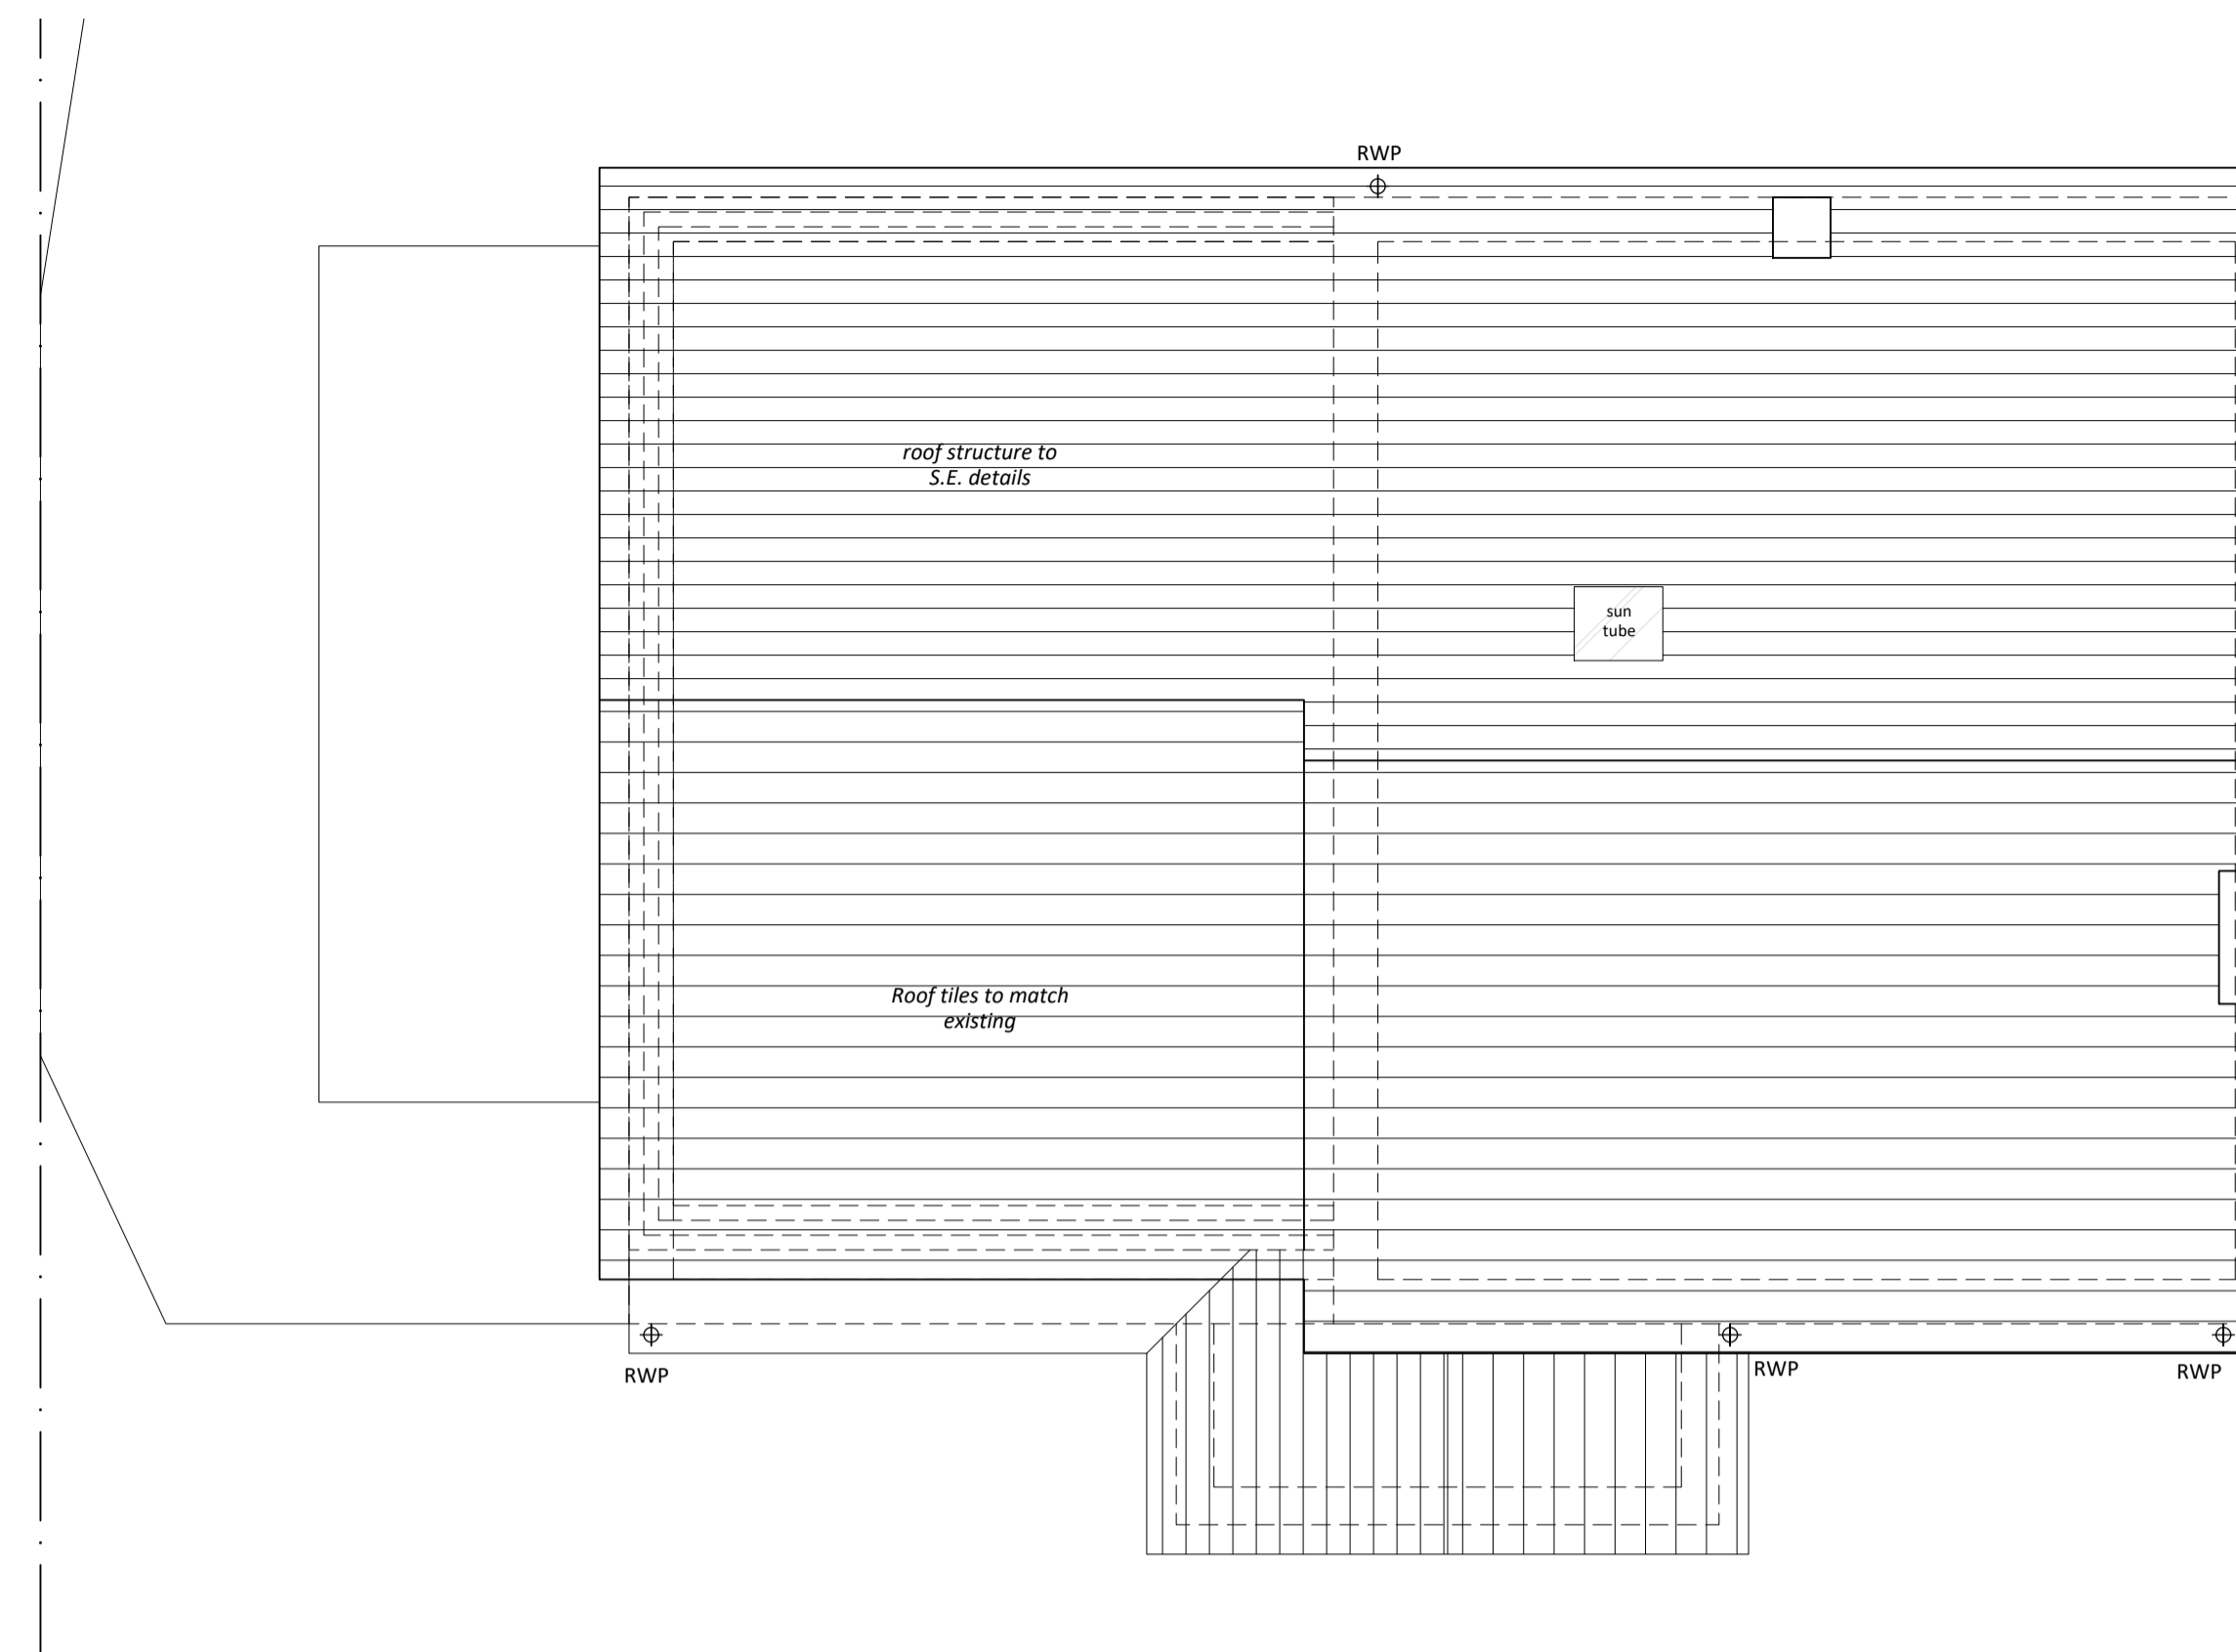 RWP
roof structure to
S.E. details
sun
tube
Roof tiles to match
existing
RWP
RWP
RWP